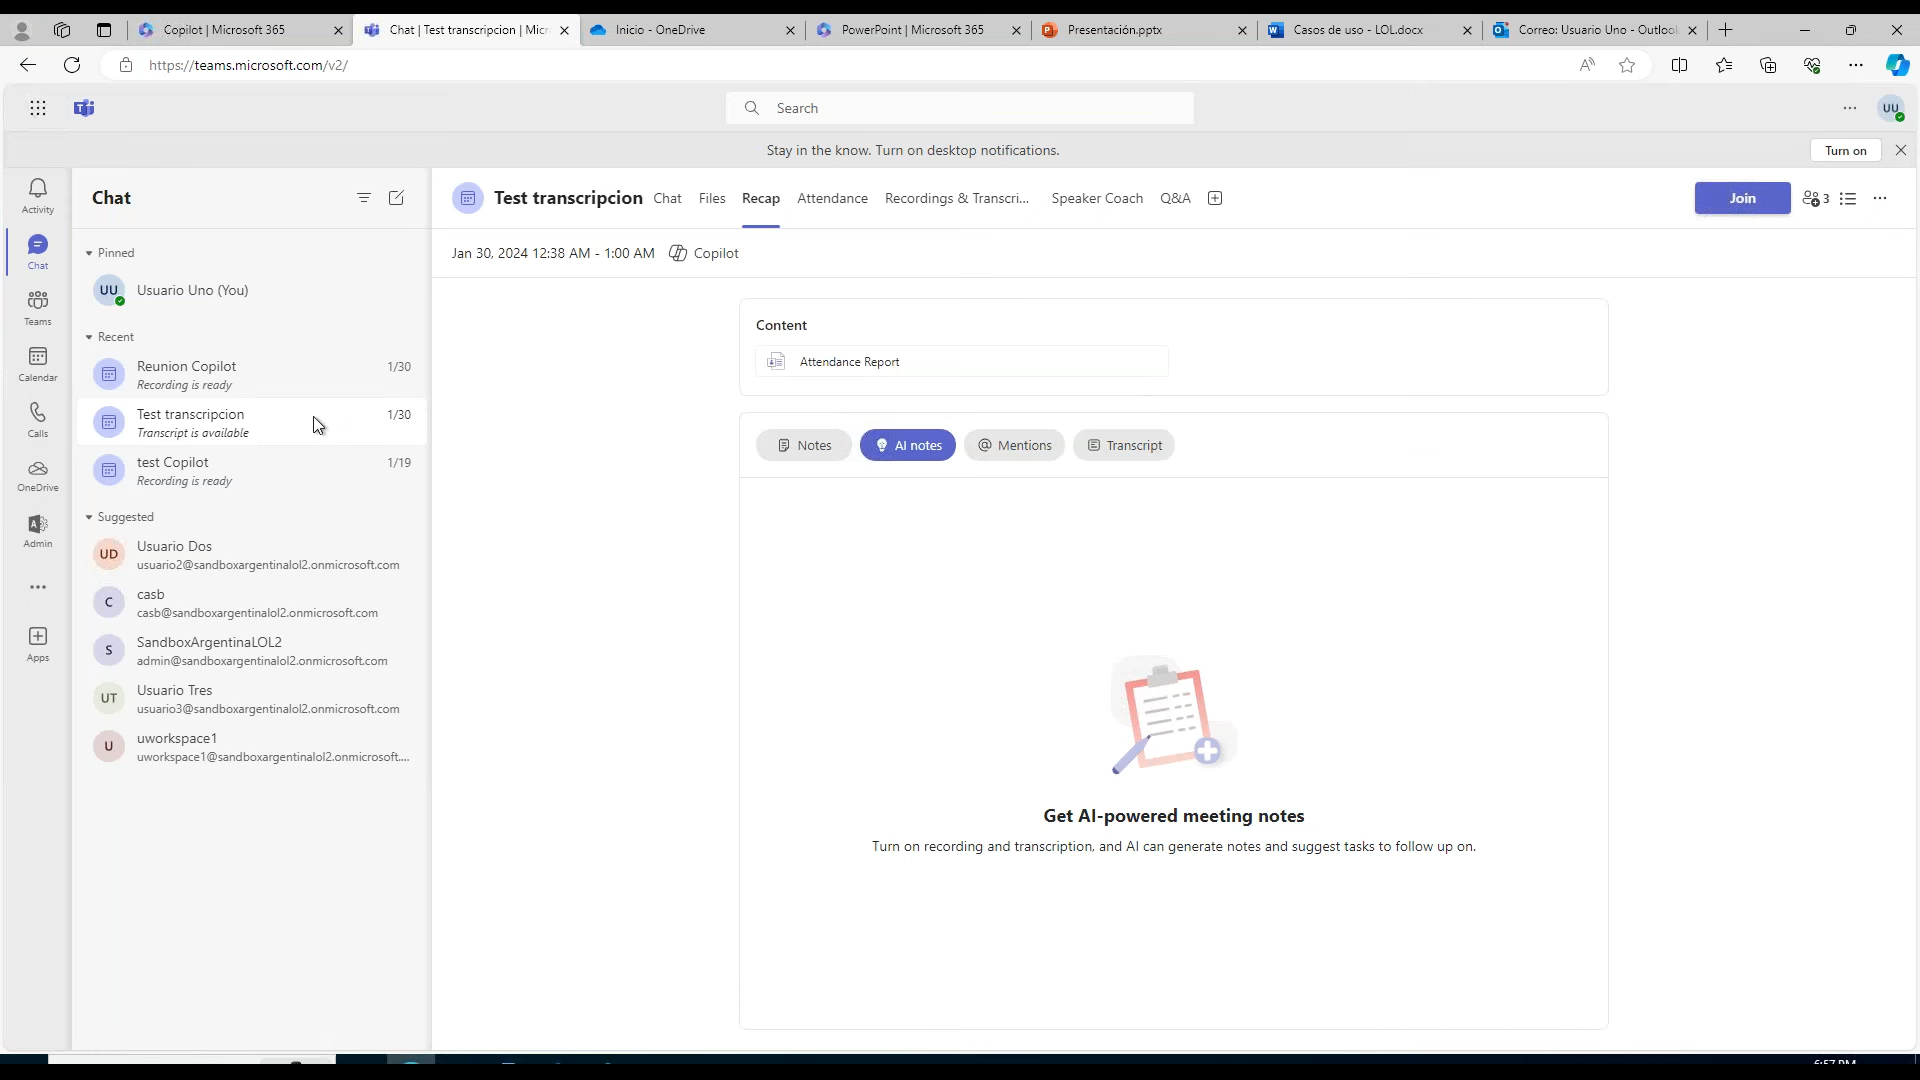 Copilot | Microsoft 365
Chat | Test transcripcion | Micr
Inicio - OneDrive
PowerPoint | Microsoft 365
Presentación.pptx
Casos de uso - LOL.docx
Correo: Usuario Uno - Outlool
https://teams.microsoft.com/v2/
Search
UU
Stay in the know. Turn on desktop notifications.
Turn on
Activity
Chat
Teams
Calendar
Calls
OneDrive
Admin
Apps
Chat
Pinned
UU
Usuario Uno (You)
Recent
Reunion Copilot 1/30
Recording is ready
Test transcripcion 1/30
Transcript is available
test Copilot 1/19
Recording is ready
Suggested
UD
Usuario Dos
usuario2@sandboxargentinalol2.onmicrosoft.com
C
casb
casb@sandboxargentinalol2.onmicrosoft.com
S
SandboxArgentinaLOL2
admin@sandboxargentinalol2.onmicrosoft.com
UT
Usuario Tres
usuario3@sandboxargentinalol2.onmicrosoft.com
U
uworkspace1
uworkspace1@sandboxargentinalol2.onmicrosoft....
Test transcripcion Chat Files Recap Attendance Recordings & Transcri... Speaker Coach Q&A
Join
3
Jan 30, 2024 12:38 AM - 1:00 AM Copilot
Content
Attendance Report
Notes AI notes Mentions Transcript
Get AI-powered meeting notes
Turn on recording and transcription, and AI can generate notes and suggest tasks to follow up on.